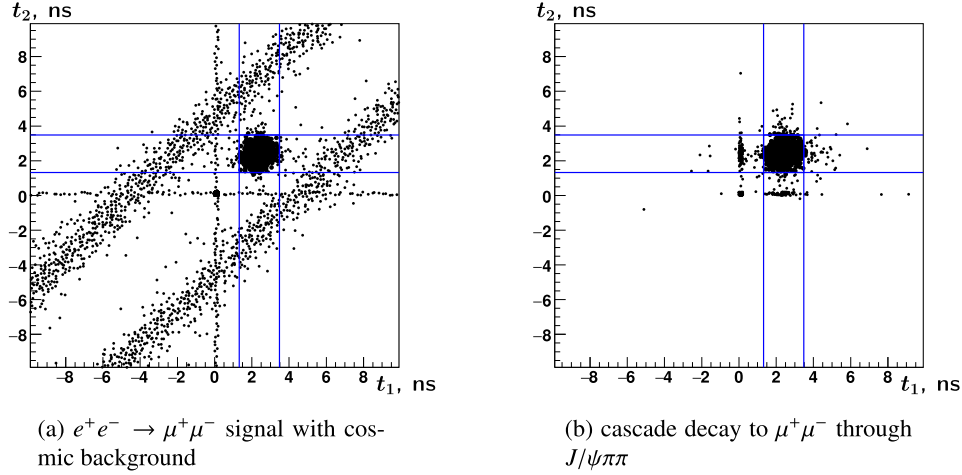 t₂, ns
8
6
4
2
0
−2
−4
−6
−8
−8 −6 −4 −2 0 2 4 6 8
t₁, ns
(a) e⁺e⁻ → μ⁺μ⁻ signal with cos-
mic background
t₂, ns
8
6
4
2
0
−2
−4
−6
−8
−8 −6 −4 −2 0 2 4 6 8
t₁, ns
(b) cascade decay to μ⁺μ⁻ through
J/ψππ